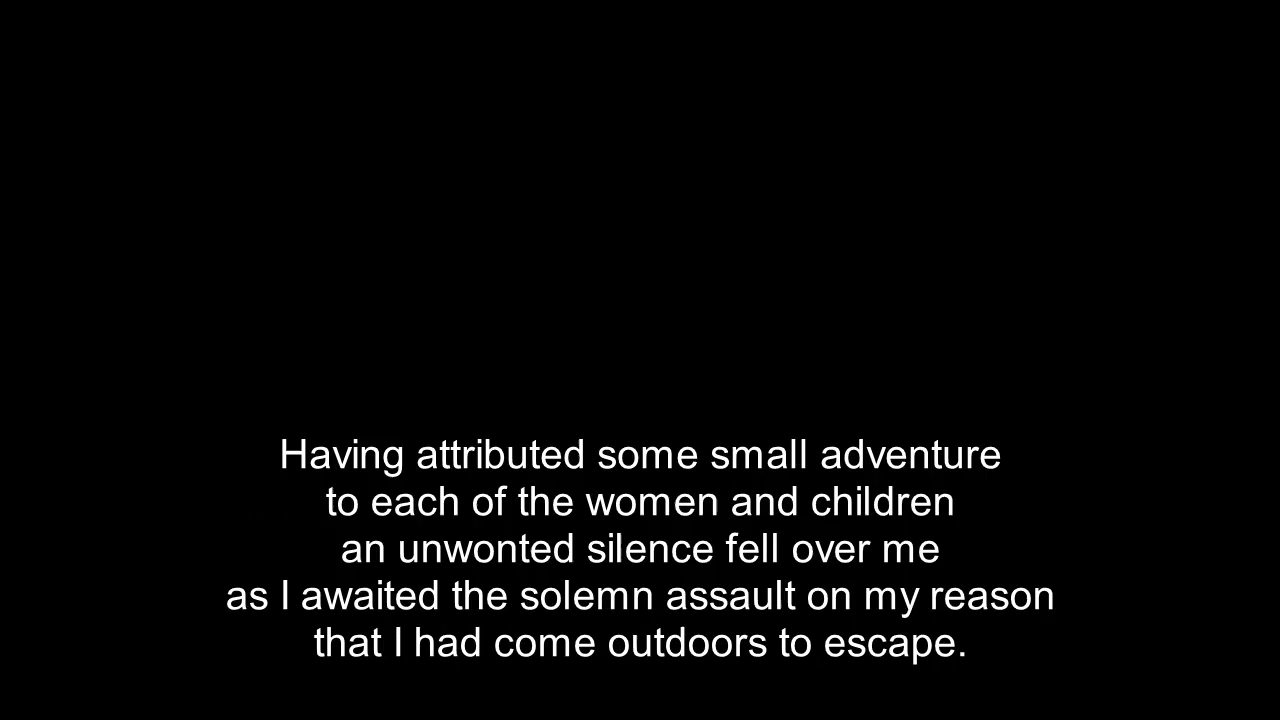 Having attributed some small adventure
to each of the women and children
an unwonted silence fell over me
as I awaited the solemn assault on my reason
that I had come outdoors to escape.